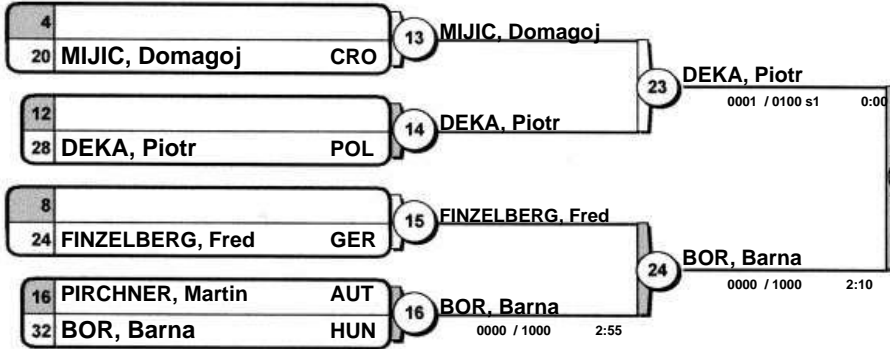 4
20 MIJIC, Domagoj CRO
13 MIJIC, Domagoj
12
28 DEKA, Piotr POL
14 DEKA, Piotr
23 DEKA, Piotr
0001 / 0100 s1 0:00
8
24 FINZELBERG, Fred GER
15 FINZELBERG, Fred
16 PIRCHNER, Martin AUT
32 BOR, Barna HUN
16 BOR, Barna
0000 / 1000 2:55
24 BOR, Barna
0000 / 1000 2:10